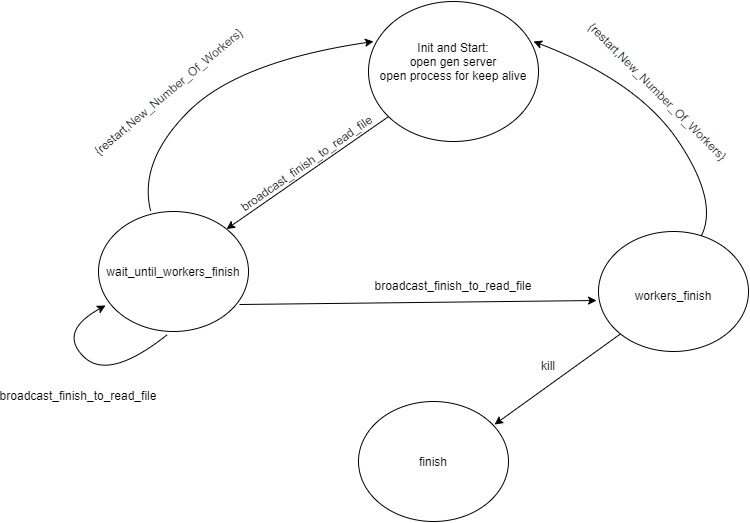 Init and Start:
open gen server
open process for keep alive
{restart,New_Number_Of_Workers}
{restart,New_Number_Of_Workers}
broadcast_finish_to_read_file
wait_until_workers_finish
broadcast_finish_to_read_file
workers_finish
kill
broadcast_finish_to_read_file
finish